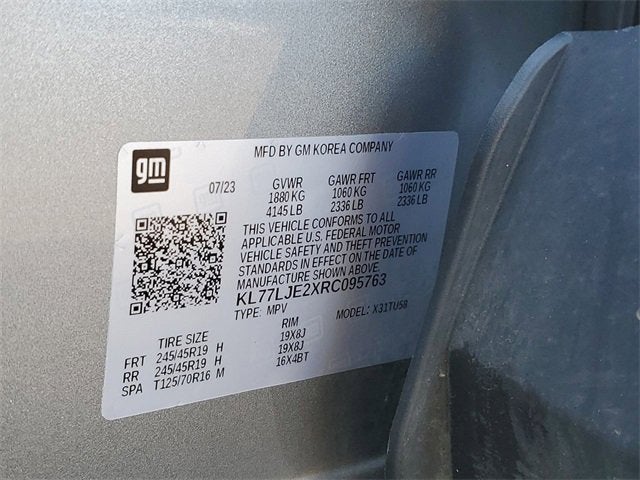 gm
MFD BY GM KOREA COMPANY
07/23 GVWR GAWR FRT GAWR RR
1880 KG 1060 KG 1060 KG
4145 LB 2336 LB 2336 LB
THIS VEHICLE CONFORMS TO ALL
APPLICABLE U.S. FEDERAL MOTOR
VEHICLE SAFETY AND THEFT PREVENTION
STANDARDS IN EFFECT ON THE DATE OF
MANUFACTURE SHOWN ABOVE.
KL77LJE2XRC095763
TYPE: MPV MODEL: X31TU58
TIRE SIZE RIM
FRT 245/45R19 H 19X8J
RR 245/45R19 H 19X8J
SPA T125/70R16 M 16X4BT